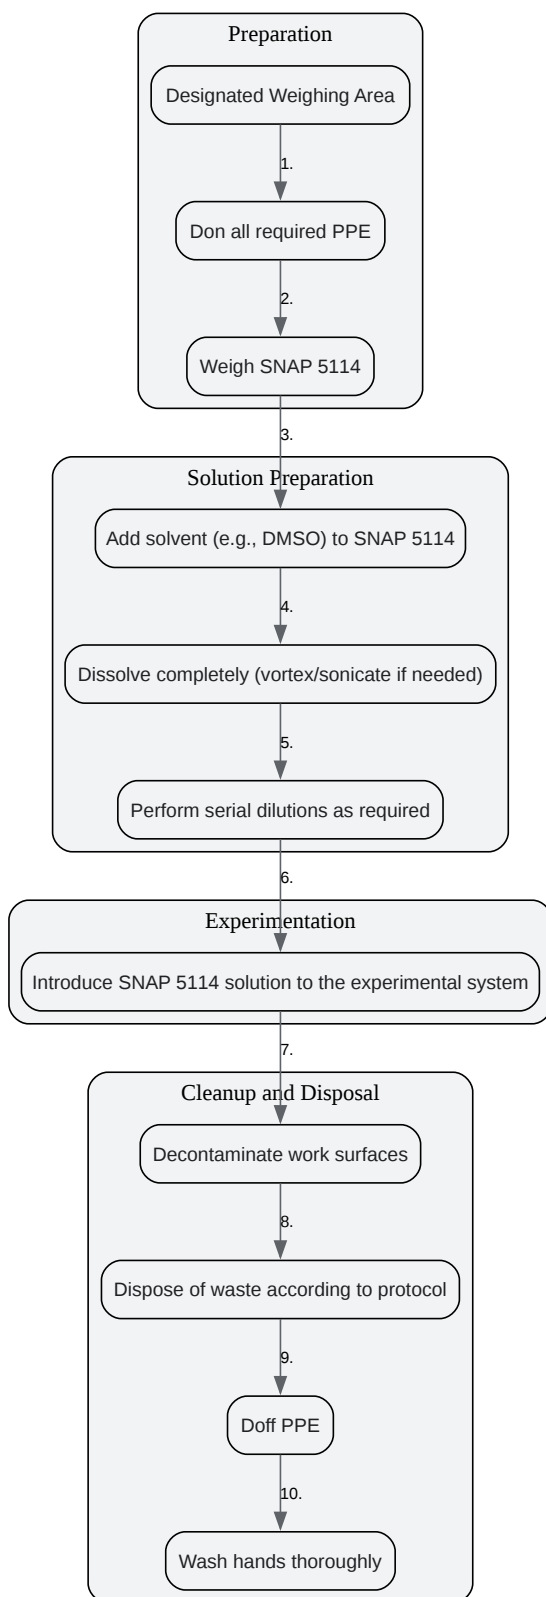 Preparation
Designated Weighing Area
1.
Don all required PPE
2.
Weigh SNAP 5114
3.
Solution Preparation
Add solvent (e.g., DMSO) to SNAP 5114
4.
Dissolve completely (vortex/sonicate if needed)
5.
Perform serial dilutions as required
6.
Experimentation
Introduce SNAP 5114 solution to the experimental system
7.
Cleanup and Disposal
Decontaminate work surfaces
8.
Dispose of waste according to protocol
9.
Doff PPE
10.
Wash hands thoroughly